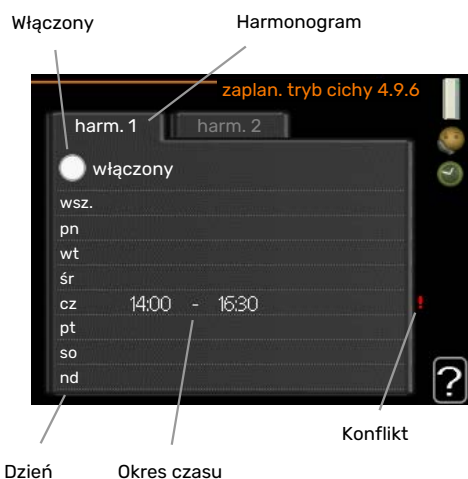 Włączony
Harmonogram
zaplan. tryb cichy 4.9.6
harm. 1
harm. 2
włączony
wsz.
pn
wt
śr
cz 14:00 - 16:30 !
pt
so
nd
?
Konflikt
Dzień
Okres czasu